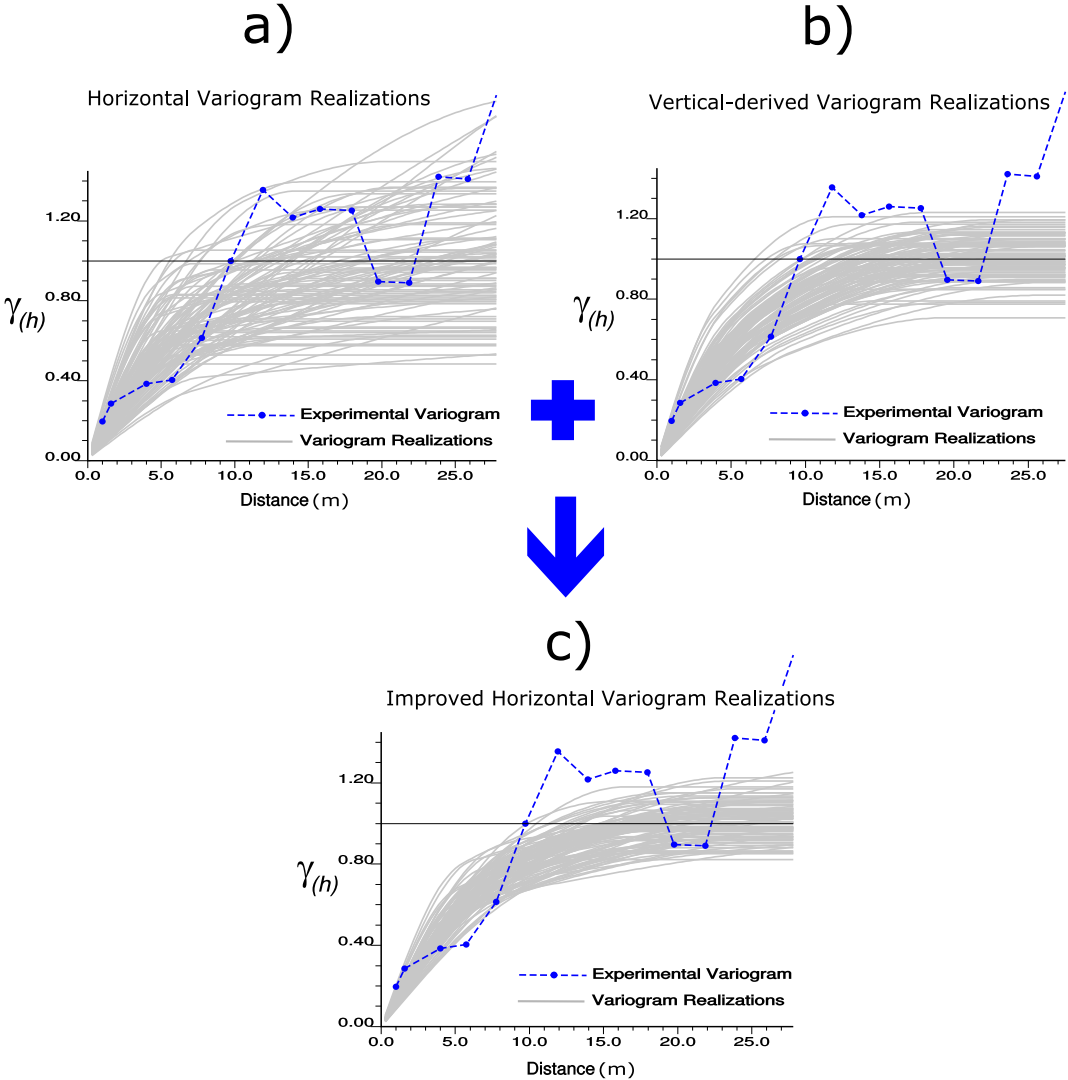 a)
b)
Horizontal Variogram Realizations
Vertical-derived Variogram Realizations
1.20
0.80
0.40
0.00
γ(h)
0.0 5.0 10.0 15.0 20.0 25.0
Distance (m)
Experimental Variogram
Variogram Realizations
1.20
0.80
0.40
0.00
γ(h)
0.0 5.0 10.0 15.0 20.0 25.0
Distance (m)
Experimental Variogram
Variogram Realizations
c)
Improved Horizontal Variogram Realizations
1.20
0.80
0.40
0.00
γ(h)
0.0 5.0 10.0 15.0 20.0 25.0
Distance (m)
Experimental Variogram
Variogram Realizations